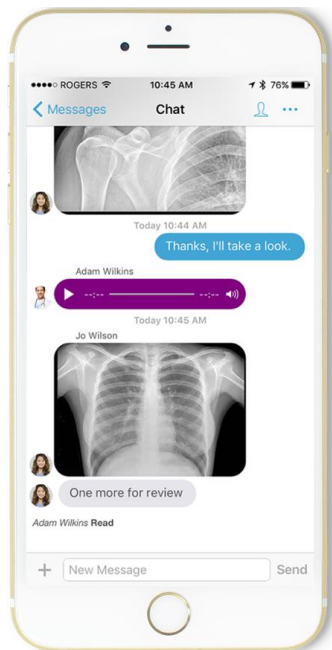 ROGERS 10:45 AM 76%
Messages Chat ...
Today 10:44 AM
Thanks, I'll take a look.
Adam Wilkins
--:-- --:--
Today 10:45 AM
Jo Wilson
One more for review
Adam Wilkins Read
+ New Message Send